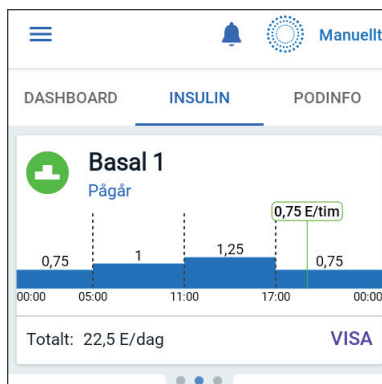 Manuellt
DASHBOARD INSULIN PODINFO
Basal 1
Pågår
0,75 E/tim
0,75 1 1,25 0,75
00:00 05:00 11:00 17:00 00:00
Totalt: 22,5 E/dag VISA